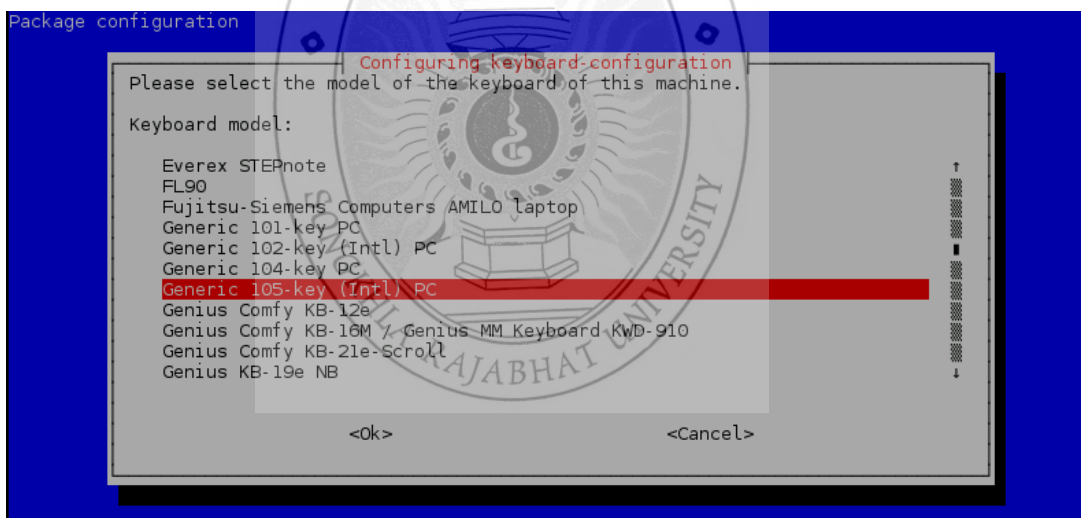 Package configuration
Configuring keyboard-configuration
Please select the model of the keyboard of this machine.
Keyboard model:
Everex STEPnote
FL90
Fujitsu-Siemens Computers AMILO laptop
Generic 101-key PC
Generic 102-key (Intl) PC
Generic 104-key PC
Generic 105-key (Intl) PC
Genius Comfy KB-12e
Genius Comfy KB-16M / Genius MM Keyboard KWD-910
Genius Comfy KB-21e-Scroll
Genius KB-19e NB
<Ok> <Cancel>
SONGKHLA RAJABHAT UNIVERSITY